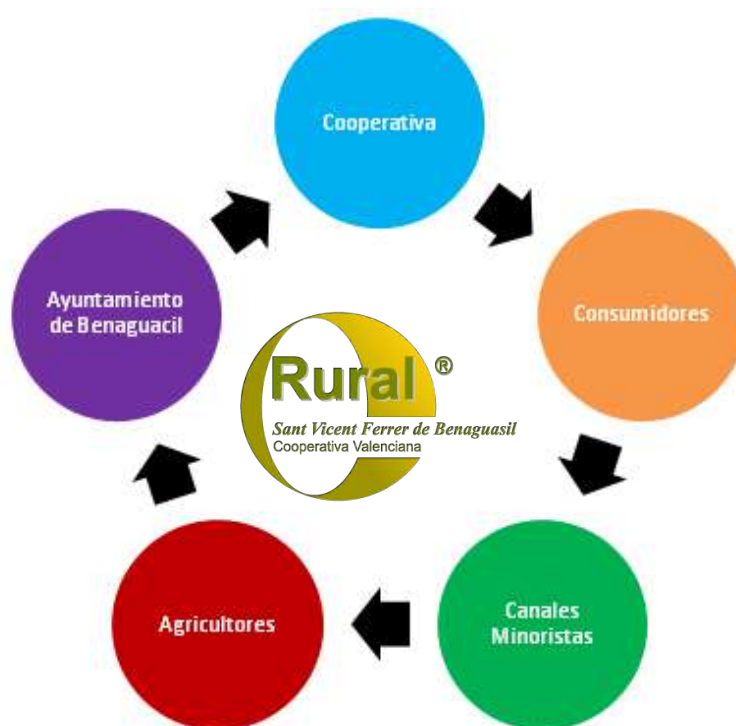 Cooperativa
Ayuntamiento
de Benaguacil
Consumidores
Rural ®
Sant Vicent Ferrer de Benaguasil
Cooperativa Valenciana
Agricultores
Canales
Minoristas